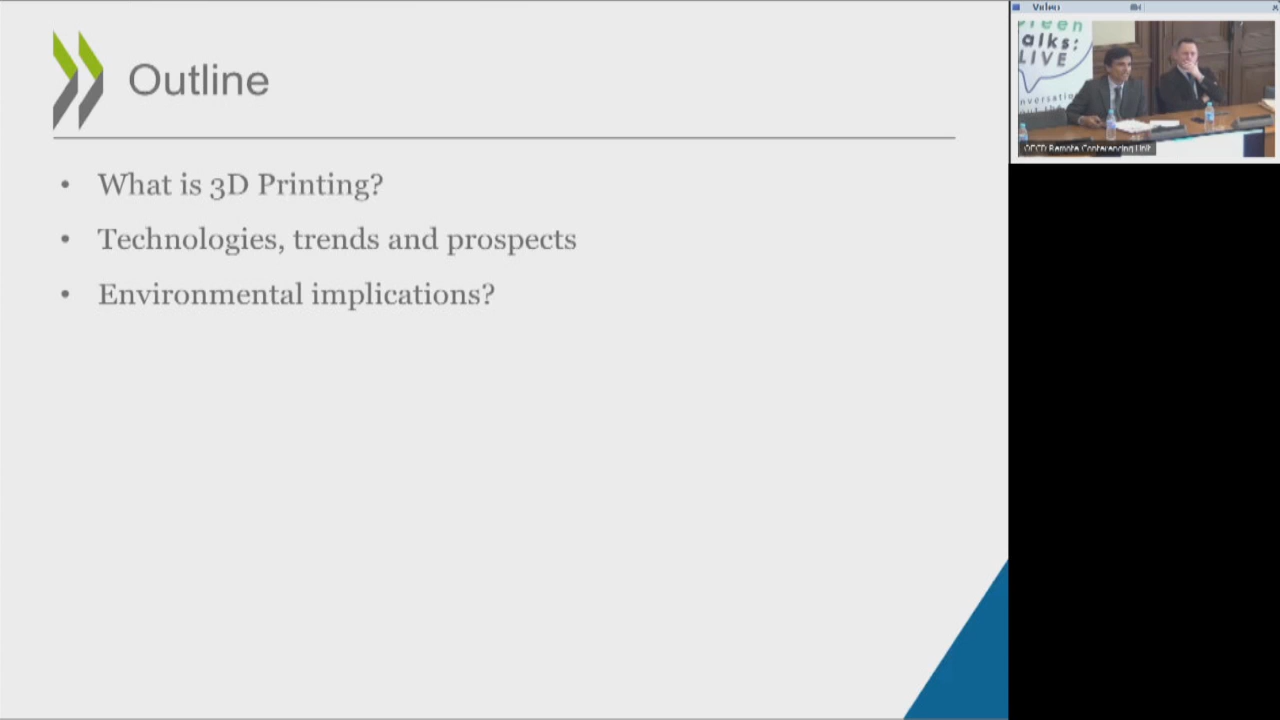 Outline
• What is 3D Printing?
• Technologies, trends and prospects
• Environmental implications?
Video
alks:
LIVE
OECD Remote Conferencing Unit